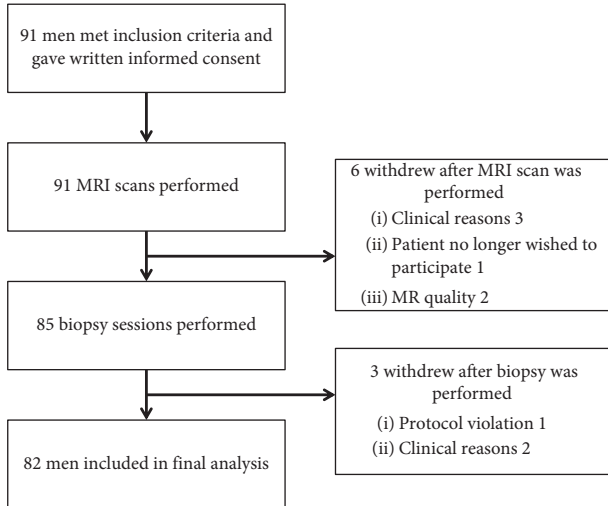 91 men met inclusion criteria and
gave written informed consent
91 MRI scans performed
6 withdrew after MRI scan was
performed
(i) Clinical reasons 3
(ii) Patient no longer wished to
participate 1
(iii) MR quality 2
85 biopsy sessions performed
3 withdrew after biopsy was
performed
(i) Protocol violation 1
(ii) Clinical reasons 2
82 men included in final analysis